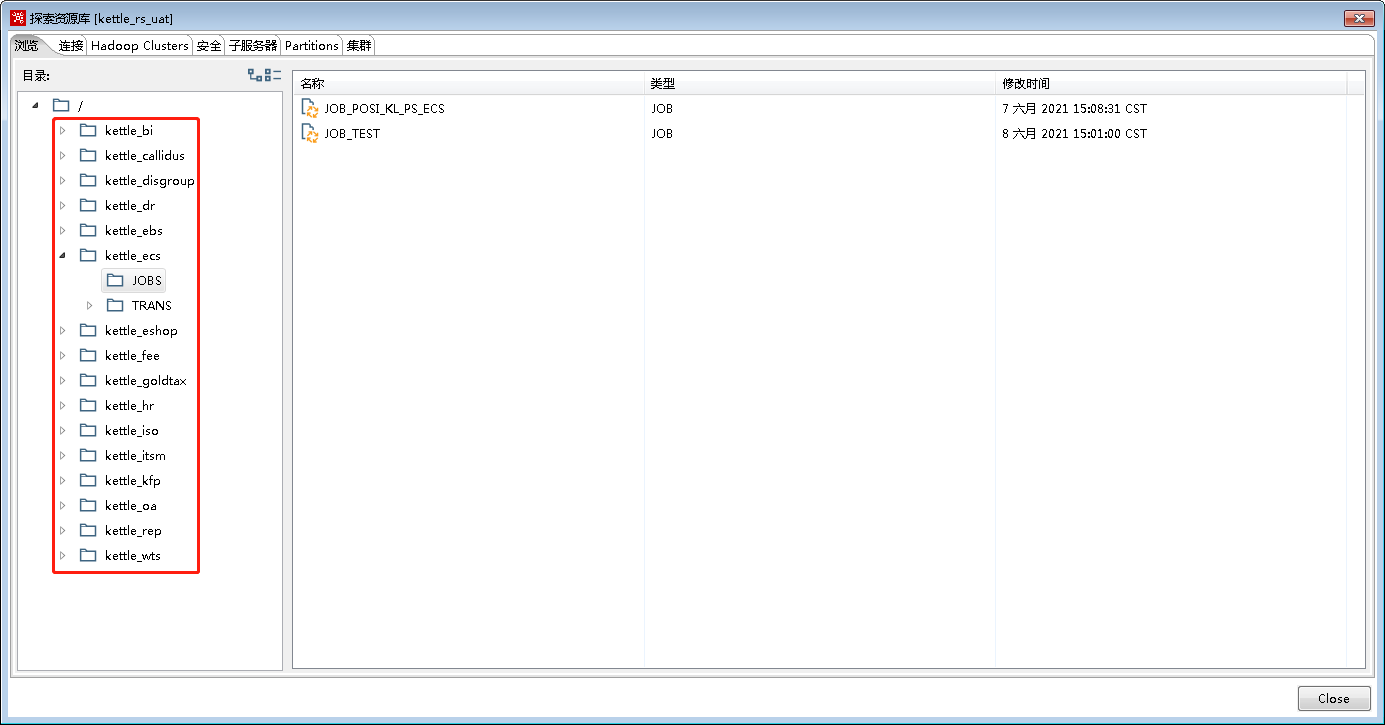 探索资源库 [kettle_rs_uat]
浏览 连接 Hadoop Clusters 安全 子服务器 Partitions 集群
目录:
/
kettle_bi
kettle_callidus
kettle_disgroup
kettle_dr
kettle_ebs
kettle_ecs
JOBS
TRANS
kettle_eshop
kettle_fee
kettle_goldtax
kettle_hr
kettle_iso
kettle_itsm
kettle_kfp
kettle_oa
kettle_rep
kettle_wts
名称 类型 修改时间
JOB_POSI_KL_PS_ECS JOB 7 六月 2021 15:08:31 CST
JOB_TEST JOB 8 六月 2021 15:01:00 CST
Close